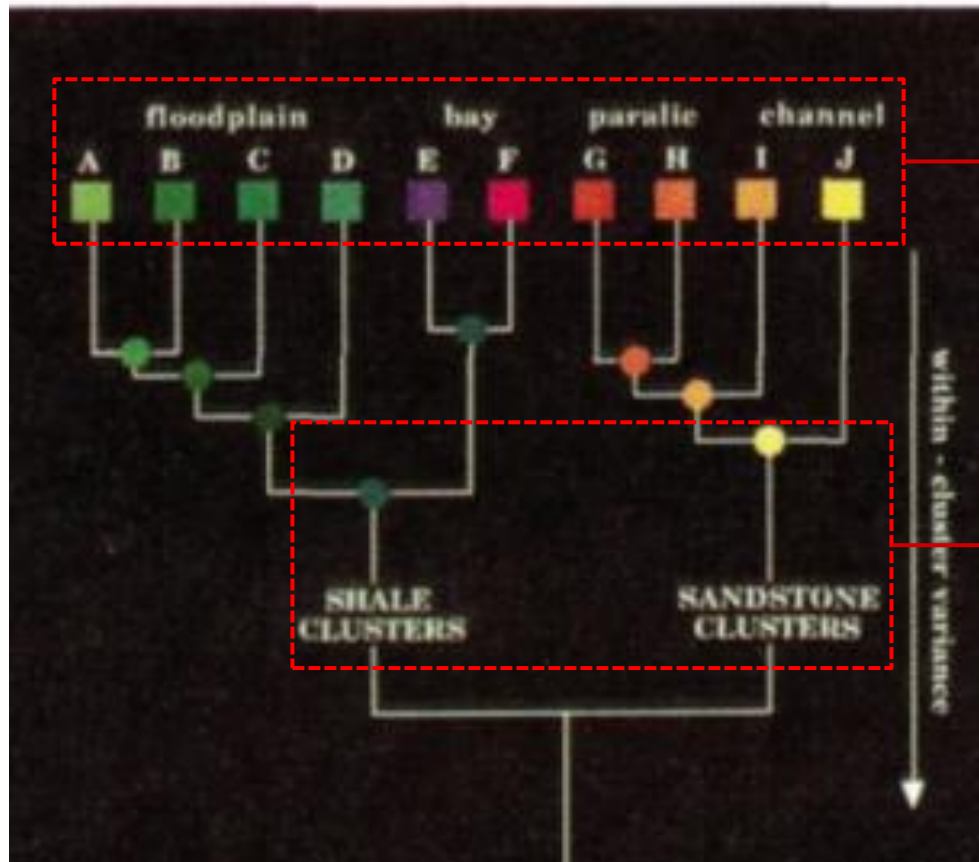 floodplain bay paralic channel
A B C D E F G H I J
within - cluster variance
SHALE
CLUSTERS
SANDSTONE
CLUSTERS